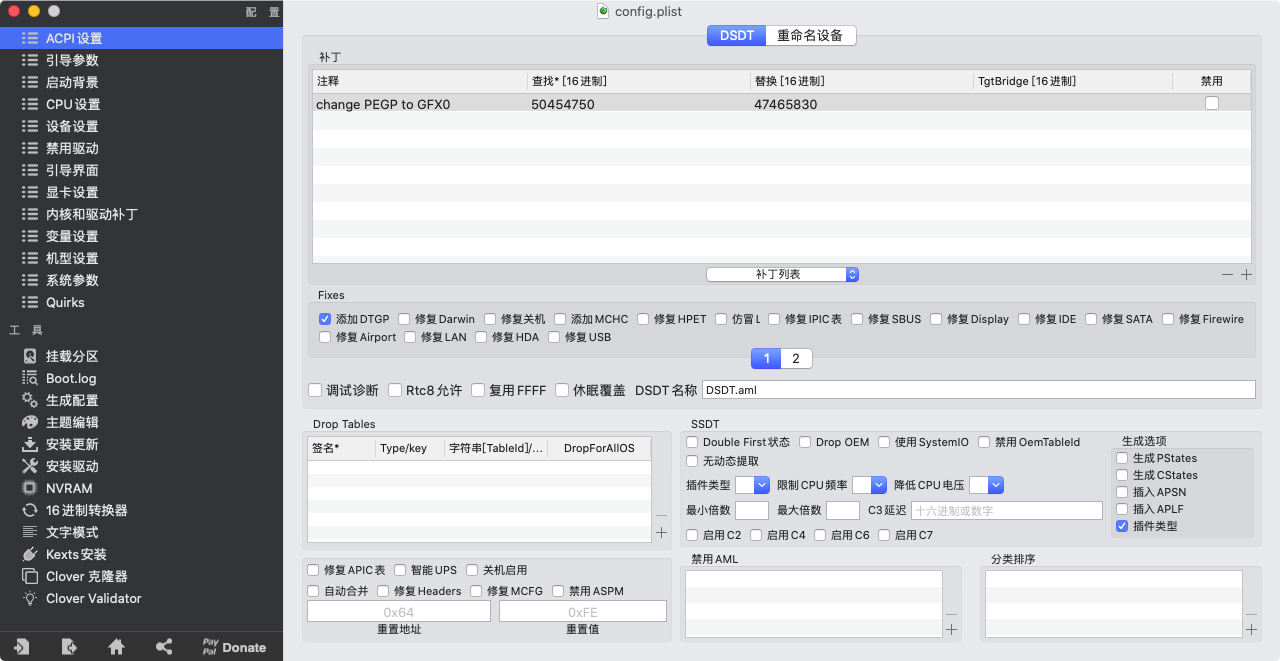 配 置
ACPI 设置
引导参数
启动背景
CPU 设置
设备设置
禁用驱动
引导界面
显卡设置
内核和驱动补丁
变量设置
机型设置
系统参数
Quirks
工 具
挂载分区
Boot.log
生成配置
主题编辑
安装更新
安装驱动
NVRAM
16 进制转换器
文字模式
Kexts 安装
Clover 克隆器
Clover Validator
Pay Pal Donate
config.plist
DSDT 重命名设备
补丁
注释 查找* [16 进制] 替换 [16 进制] TgtBridge [16 进制] 禁用
change PEGP to GFX0 50454750 47465830
补丁列表
Fixes
添加 DTGP 修复 Darwin 修复关机 添加 MCHC 修复 HPET 仿冒 L 修复 IPIC 表 修复 SBUS 修复 Display 修复 IDE 修复 SATA 修复 Firewire
修复 Airport 修复 LAN 修复 HDA 修复 USB
1 2
调试诊断 Rtc8 允许 复用 FFFF 休眠覆盖 DSDT 名称 DSDT.aml
Drop Tables
签名* Type/key 字符串[TableId]/... DropForAllOS
修复 APIC 表 智能 UPS 关机启用
自动合并 修复 Headers 修复 MCFG 禁用 ASPM
0x64 0xFE
重置地址 重置值
SSDT
Double First 状态 Drop OEM 使用 SystemIO 禁用 OemTableId
无动态提取
插件类型 限制 CPU 频率 降低 CPU 电压
最小倍数 最大倍数 C3 延迟 十六进制或数字
启用 C2 启用 C4 启用 C6 启用 C7
生成选项
生成 PStates
生成 CStates
插入 APSN
插入 APLF
插件类型
禁用 AML
分类排序